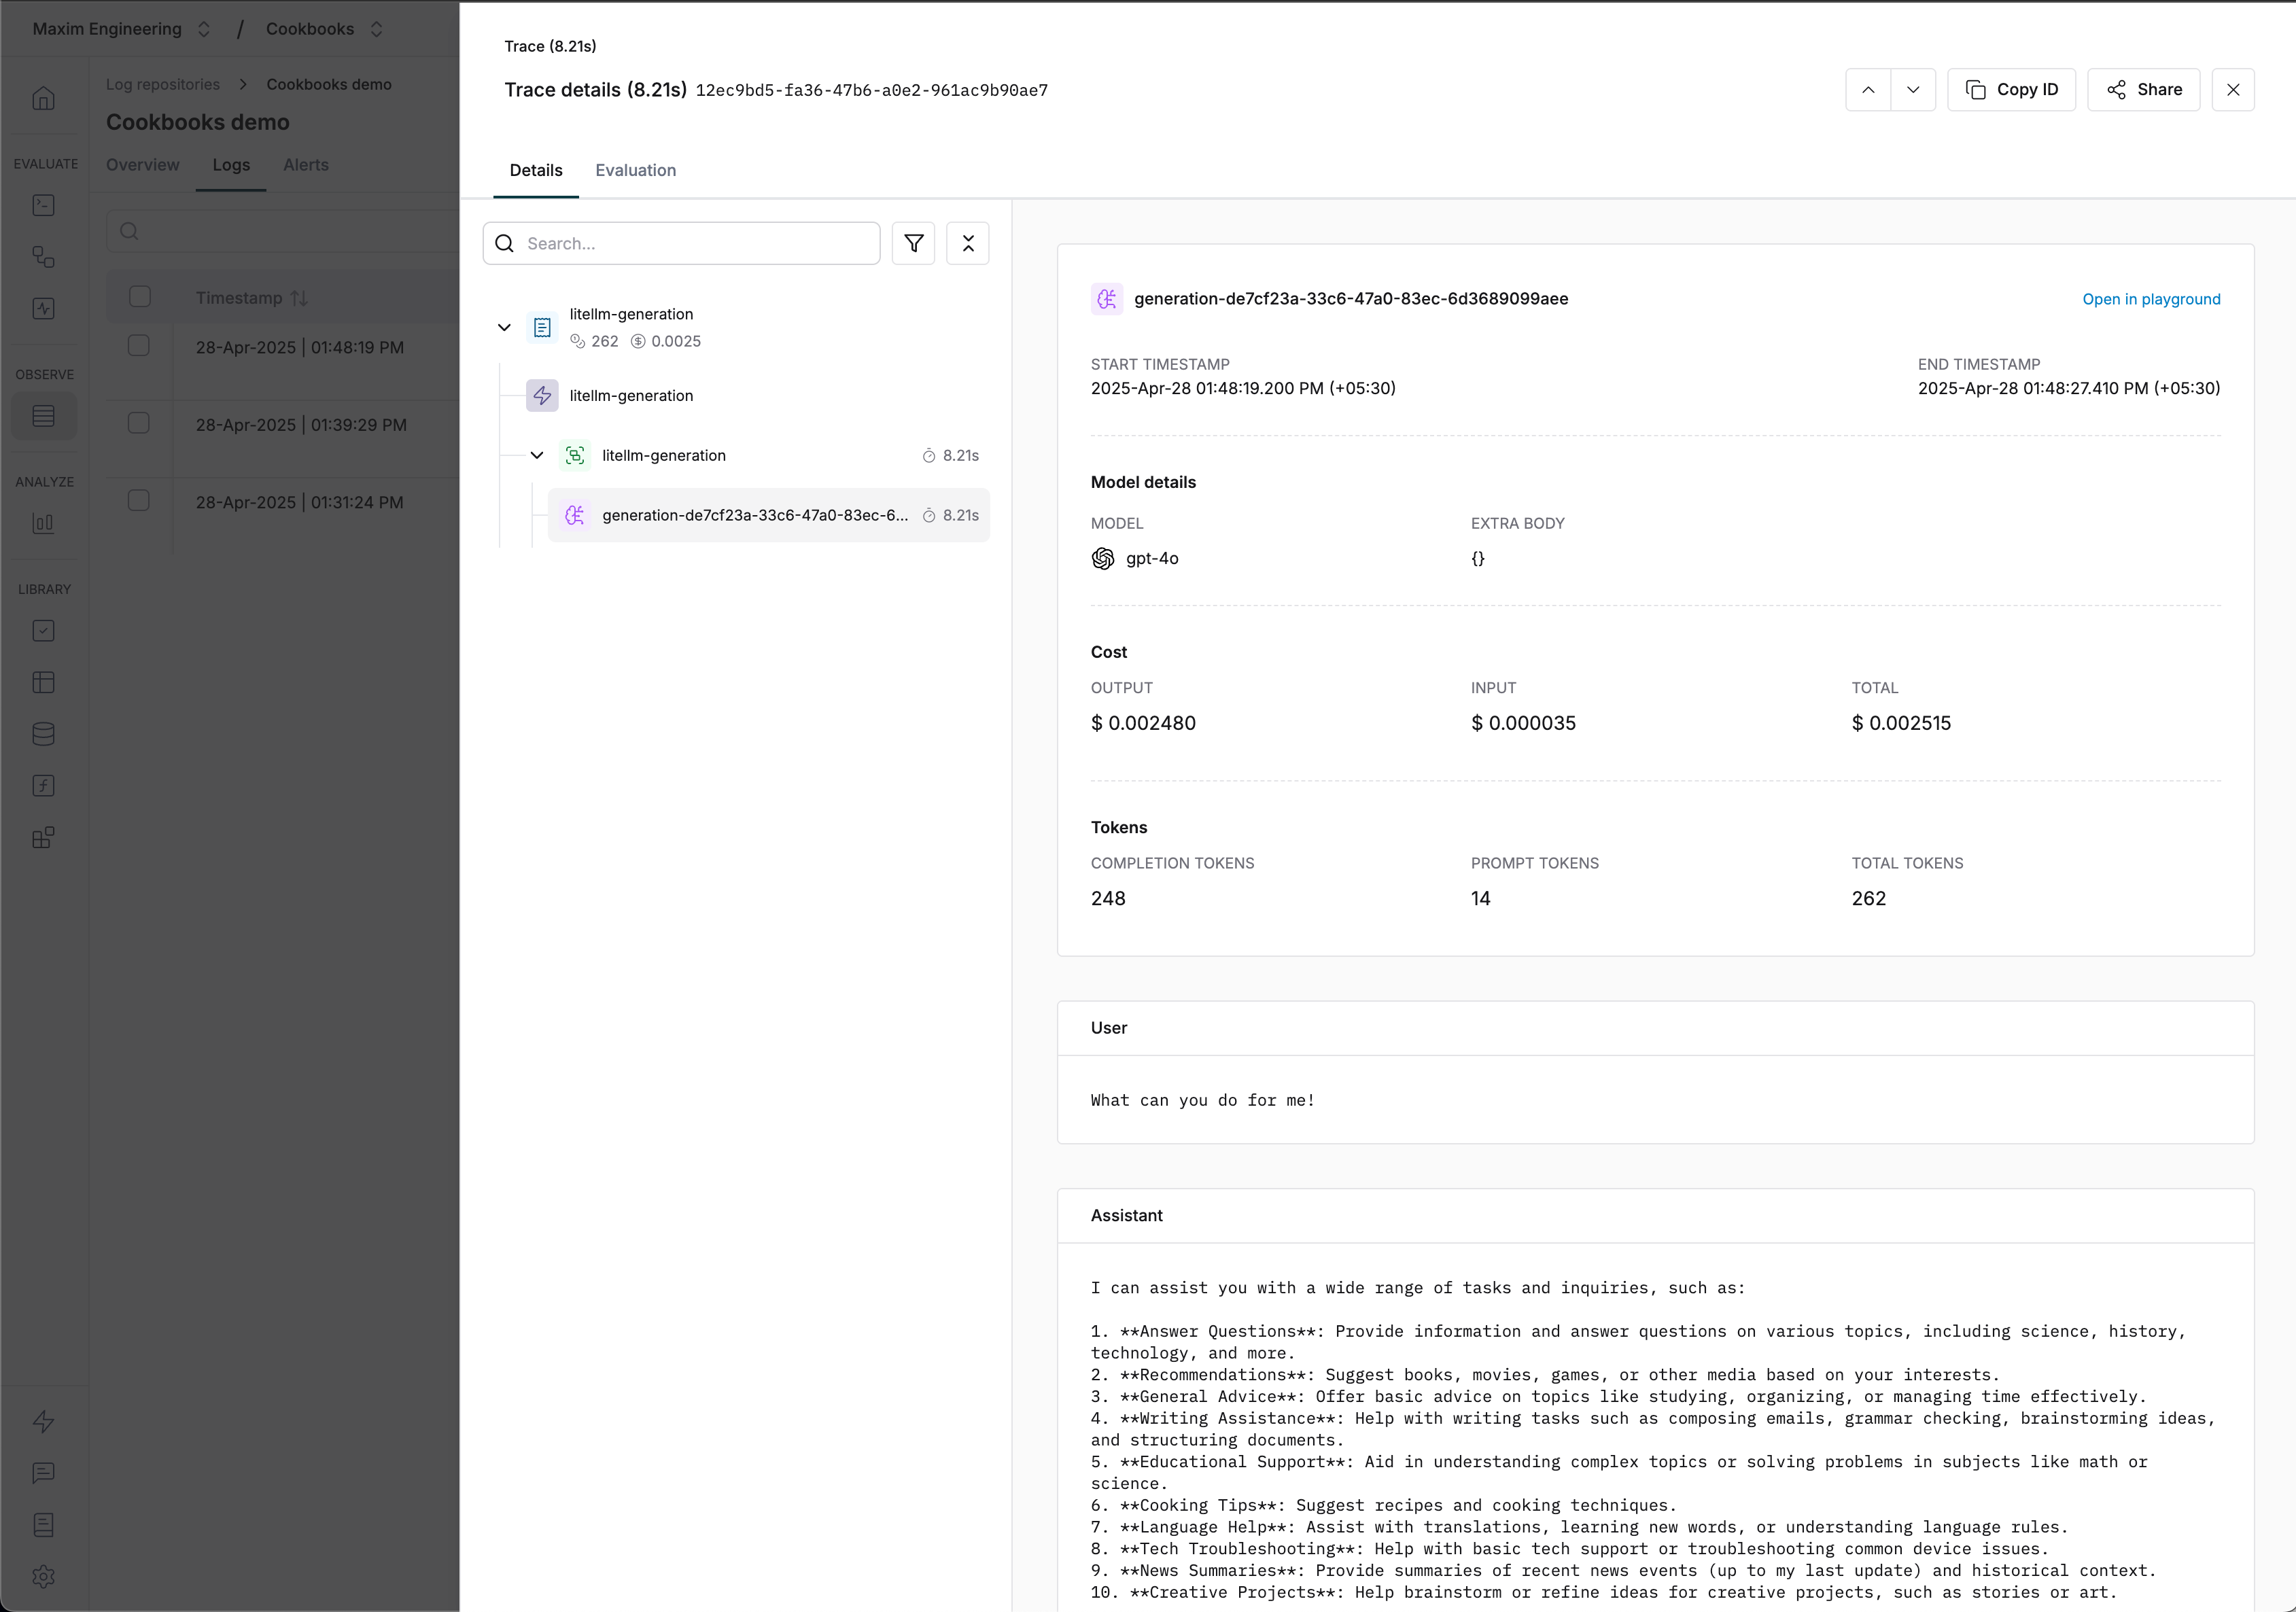 Maxim Engineering / Cookbooks
Log repositories > Cookbooks demo
Cookbooks demo
Overview Logs Alerts
EVALUATE
OBSERVE
ANALYZE
LIBRARY
Timestamp
28-Apr-2025 | 01:48:19 PM
28-Apr-2025 | 01:39:29 PM
28-Apr-2025 | 01:31:24 PM
Trace (8.21s)
Trace details (8.21s) 12ec9bd5-fa36-47b6-a0e2-961ac9b90ae7
Copy ID
Share
Details Evaluation
Search...
litellm-generation
262 0.0025
litellm-generation
litellm-generation 8.21s
generation-de7cf23a-33c6-47a0-83ec-6... 8.21s
generation-de7cf23a-33c6-47a0-83ec-6d3689099aee
Open in playground
START TIMESTAMP END TIMESTAMP
2025-Apr-28 01:48:19.200 PM (+05:30) 2025-Apr-28 01:48:27.410 PM (+05:30)
Model details
MODEL EXTRA BODY
gpt-4o {}
Cost
OUTPUT INPUT TOTAL
$ 0.002480 $ 0.000035 $ 0.002515
Tokens
COMPLETION TOKENS PROMPT TOKENS TOTAL TOKENS
248 14 262
User
What can you do for me!
Assistant
I can assist you with a wide range of tasks and inquiries, such as:
1. **Answer Questions**: Provide information and answer questions on various topics, including science, history,
technology, and more.
2. **Recommendations**: Suggest books, movies, games, or other media based on your interests.
3. **General Advice**: Offer basic advice on topics like studying, organizing, or managing time effectively.
4. **Writing Assistance**: Help with writing tasks such as composing emails, grammar checking, brainstorming ideas,
and structuring documents.
5. **Educational Support**: Aid in understanding complex topics or solving problems in subjects like math or
science.
6. **Cooking Tips**: Suggest recipes and cooking techniques.
7. **Language Help**: Assist with translations, learning new words, or understanding language rules.
8. **Tech Troubleshooting**: Help with basic tech support or troubleshooting common device issues.
9. **News Summaries**: Provide summaries of recent news events (up to my last update) and historical context.
10. **Creative Projects**: Help brainstorm or refine ideas for creative projects, such as stories or art.